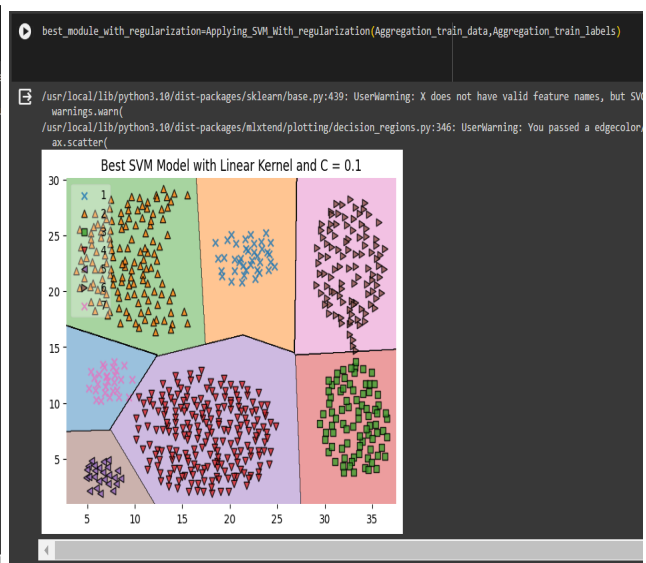 best_module_with_regularization=Applying_SVM_With_regularization(Aggregation_train_data,Aggregation_train_labels)
/usr/local/lib/python3.10/dist-packages/sklearn/base.py:439: UserWarning: X does not have valid feature names, but SVC
warnings.warn(
/usr/local/lib/python3.10/dist-packages/mlxtend/plotting/decision_regions.py:346: UserWarning: You passed a edgecolor/
ax.scatter(
Best SVM Model with Linear Kernel and C = 0.1
1
2
3
4
5
6
7
30
25
20
15
10
5
5 10 15 20 25 30 35